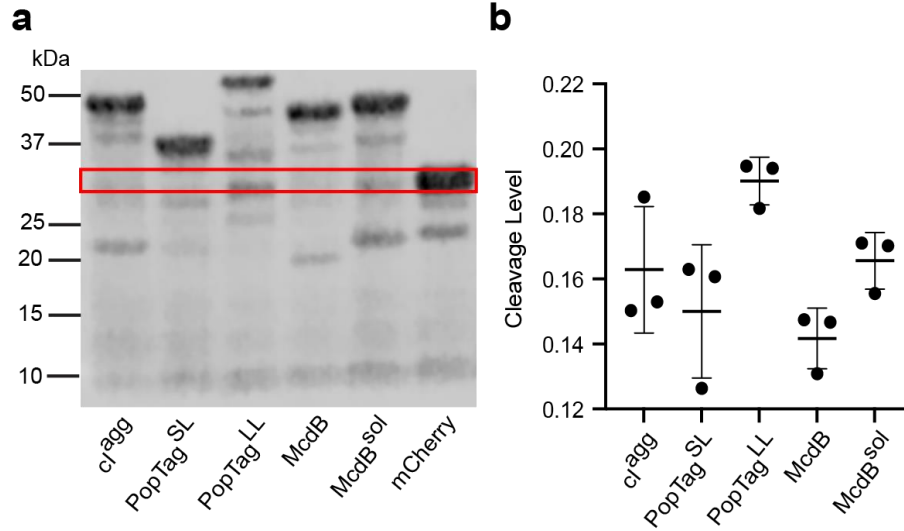 a
kDa
50
37
25
20
15
10
cI^agg
PopTag^SL
PopTag^LL
McdB
McdB^sol
mCherry
b
Cleavage Level
0.22
0.20
0.18
0.16
0.14
0.12
cI^agg
PopTag^SL
PopTag^LL
McdB
McdB^sol